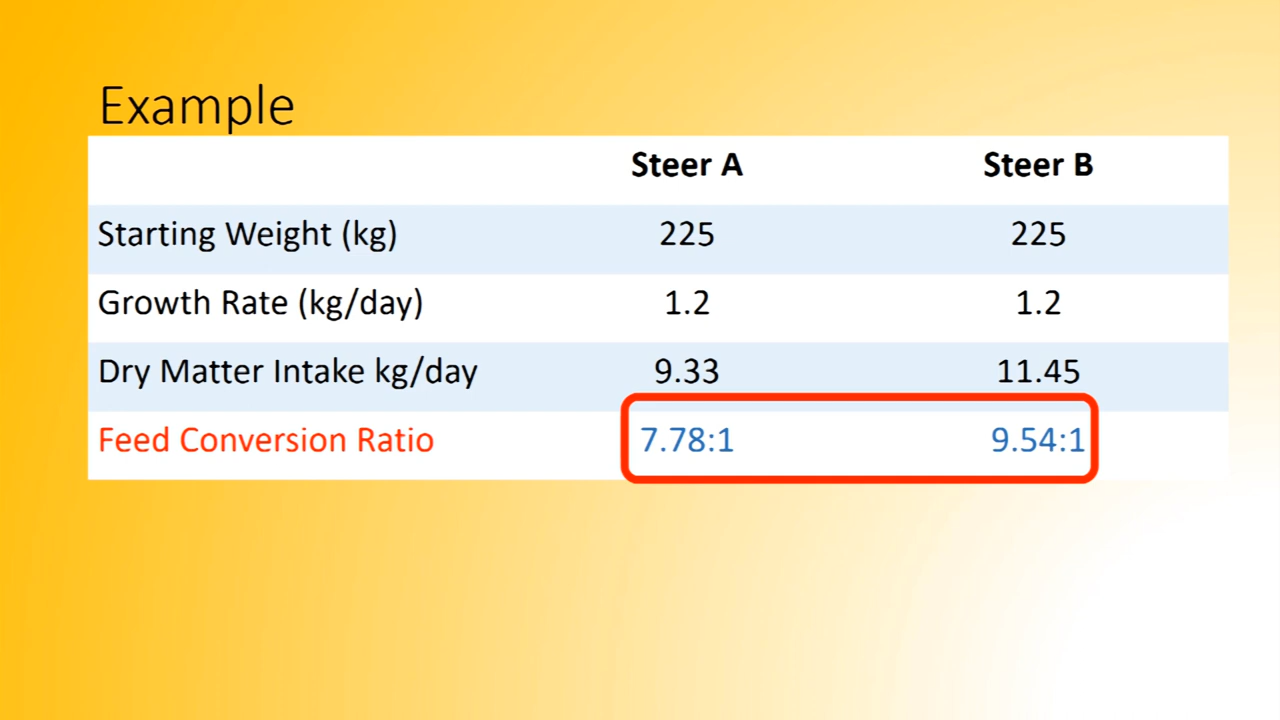 Example
Steer A Steer B
Starting Weight (kg) 225 225
Growth Rate (kg/day) 1.2 1.2
Dry Matter Intake kg/day 9.33 11.45
Feed Conversion Ratio 7.78:1 9.54:1